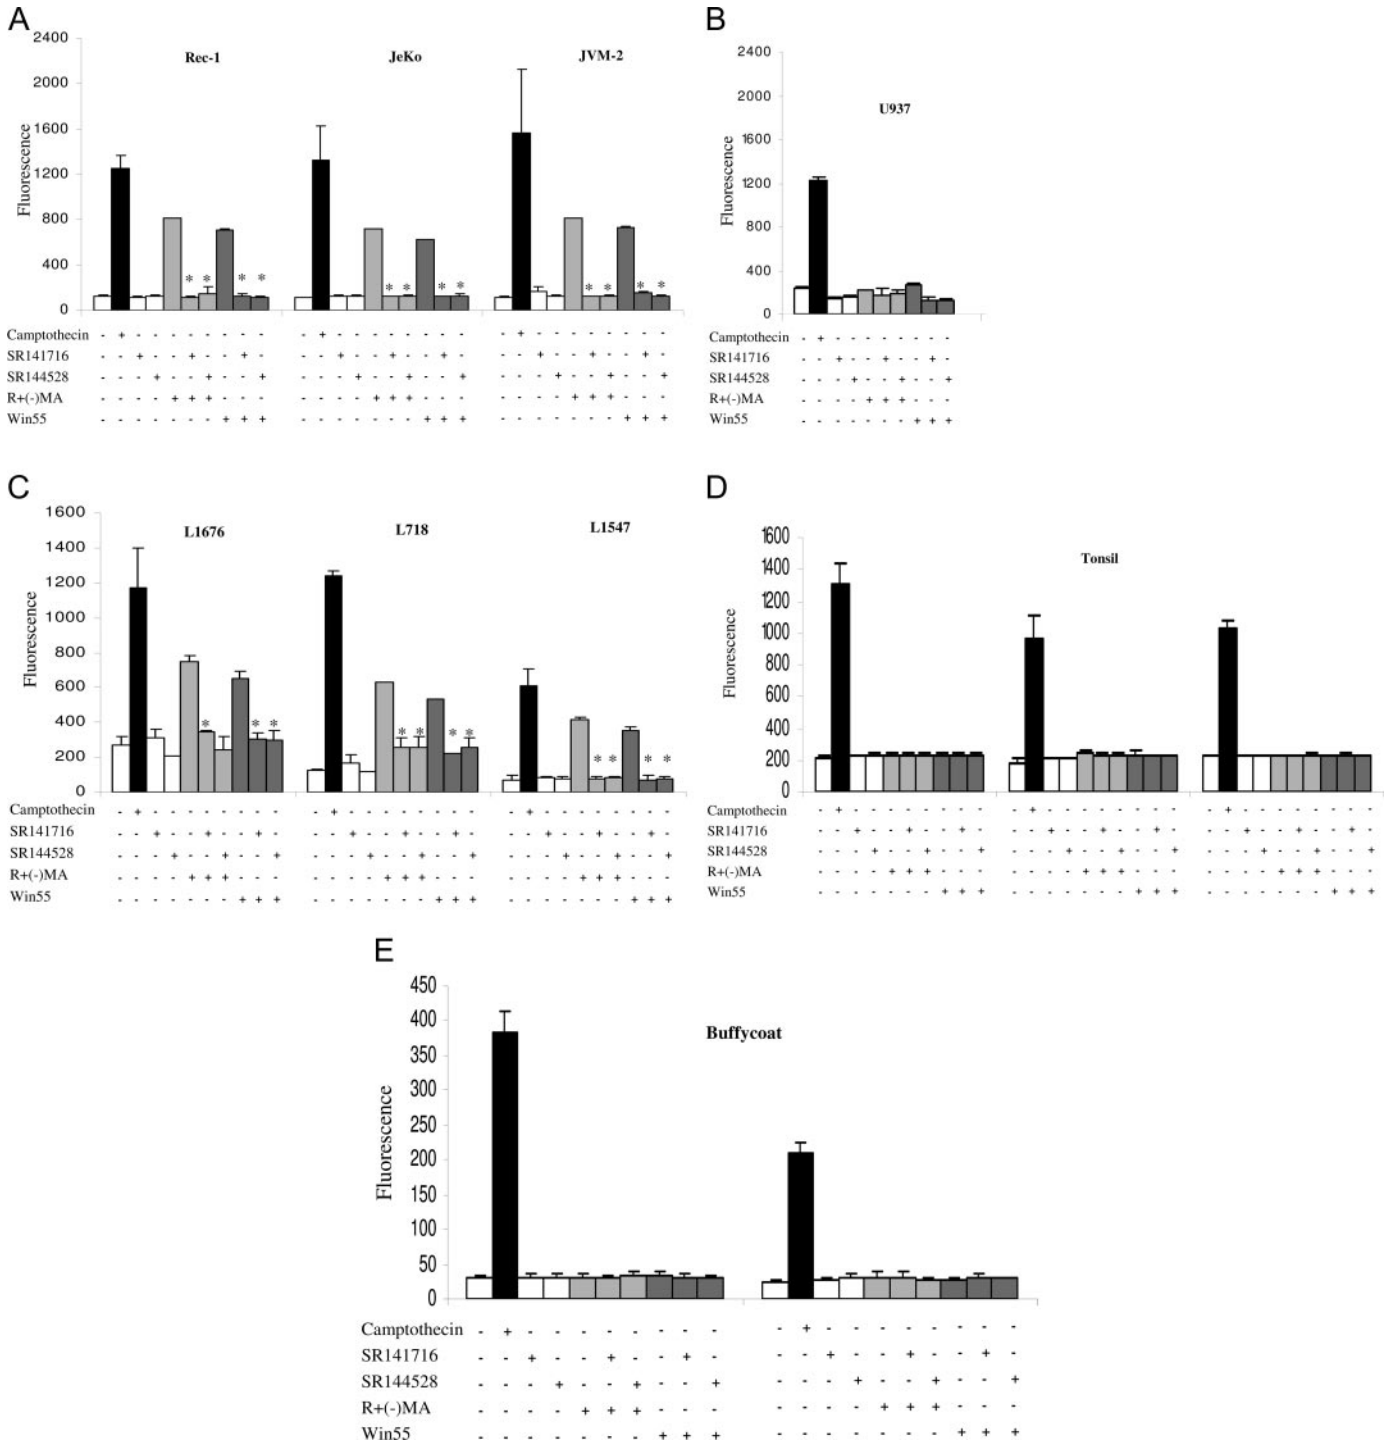 A
2400
2000
1600
1200
800
400
0
Fluorescence
Rec-1 JeKo JVM-2
* * * * * * * * * * * *
Camptothecin - + - - - - - - - - - + - - - - - - - - - + - - - - - - - -
SR141716 - - + - - + - - + - - - + - - + - - + - - - + - - + - - + -
SR144528 - - - + - - + - - + - - - + - - + - - + - - - + - - + - - +
R+(-)MA - - - - + + + - - - - - - - + + + - - - - - - - + + + - - -
Win55 - - - - - - - + + + - - - - - - - + + + - - - - - - - + + +
B
2400
2000
1600
1200
800
400
0
Fluorescence
U937
Camptothecin - + - - - - - - - -
SR141716 - - + - - + - - + -
SR144528 - - - + - - + - - +
R+(-)MA - - - - + + + - - -
Win55 - - - - - - - + + +
C
1600
1400
1200
1000
800
600
400
200
0
Fluorescence
L1676 L718 L1547
* * * * * * * * * * *
Camptothecin - + - - - - - - - - - + - - - - - - - - - + - - - - - - - -
SR141716 - - + - - + - - + - - - + - - + - - + - - - + - - + - - + -
SR144528 - - - + - - + - - + - - - + - - + - - + - - - + - - + - - +
R+(-)MA - - - - + + + - - - - - - - + + + - - - - - - - + + + - - -
Win55 - - - - - - - + + + - - - - - - - + + + - - - - - - - + + +
D
1600
1400
1200
1000
800
600
400
200
0
Fluorescence
Tonsil
Camptothecin - + - - - - - - - - - + - - - - - - - - - + - - - - - - - -
SR141716 - - + - - + - - + - - - + - - + - - + - - - + - - + - - + -
SR144528 - - - + - - + - - + - - - + - - + - - + - - - + - - + - - +
R+(-)MA - - - - + + + - - - - - - - + + + - - - - - - - + + + - - -
Win55 - - - - - - - + + + - - - - - - - + + + - - - - - - - + + +
E
450
400
350
300
250
200
150
100
50
0
Fluorescence
Buffycoat
Camptothecin - + - - - - - - - - - + - - - - - - - -
SR141716 - - + - - + - - + - - - + - - + - - + -
SR144528 - - - + - - + - - + - - - + - - + - - +
R+(-)MA - - - - + + + - - - - - - - + + + - - -
Win55 - - - - - - - + + + - - - - - - - + + +